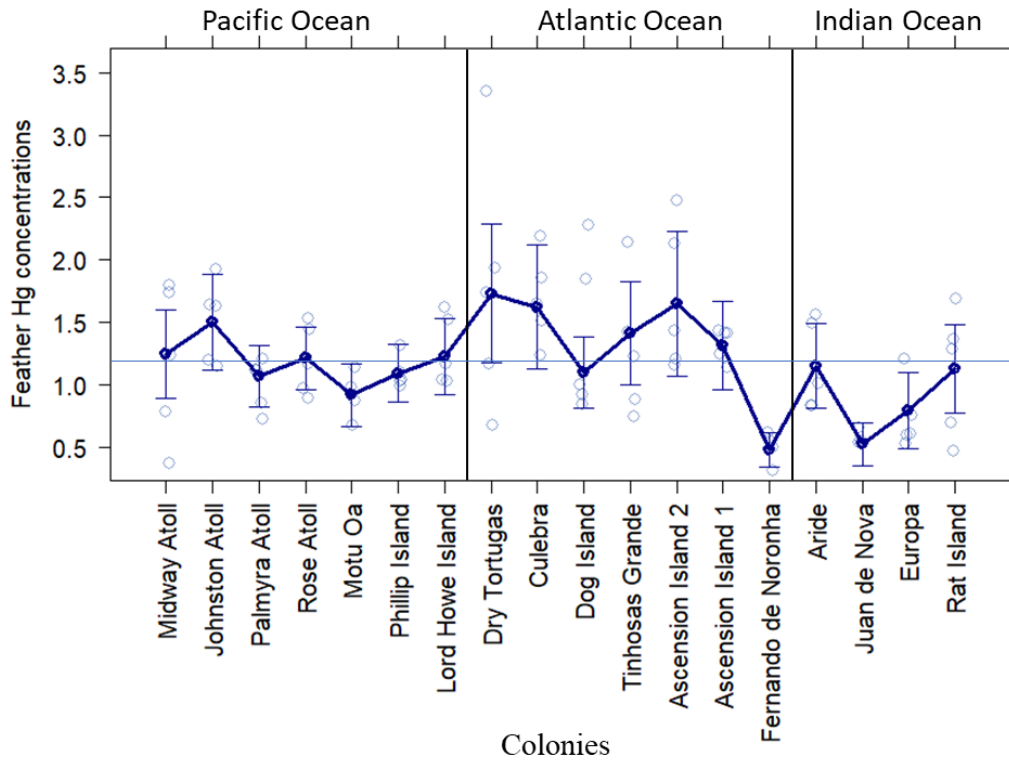 Pacific Ocean
Atlantic Ocean
Indian Ocean
Feather Hg concentrations
3.5
3.0
2.5
2.0
1.5
1.0
0.5
Midway Atoll
Johnston Atoll
Palmyra Atoll
Rose Atoll
Motu Oa
Phillip Island
Lord Howe Island
Dry Tortugas
Culebra
Dog Island
Tinhosas Grande
Ascension Island 2
Ascension Island 1
Fernando de Noronha
Aride
Juan de Nova
Europa
Rat Island
Colonies